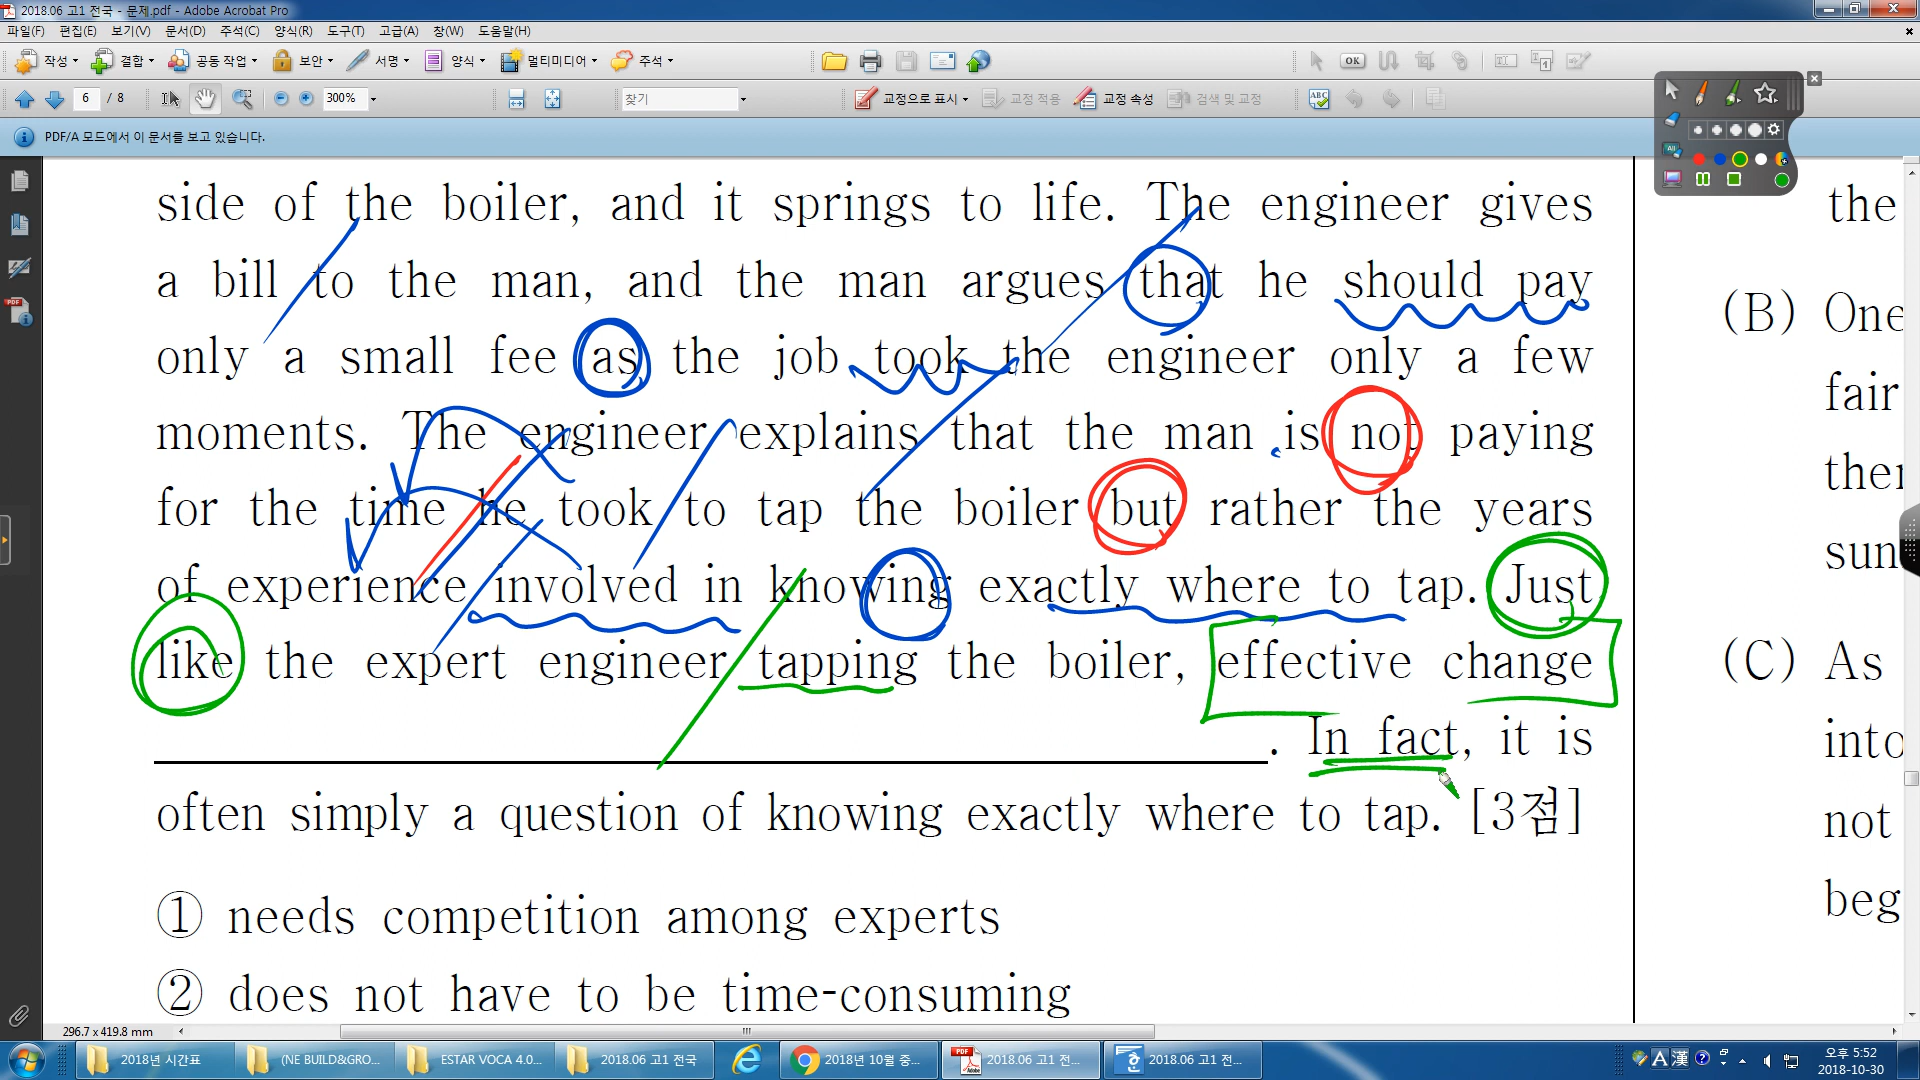 2018.06 고1 전국 - 문제.pdf - Adobe Acrobat Pro
파일(F) 편집(E) 보기(V) 문서(D) 주석(C) 양식(R) 도구(T) 고급(A) 창(W) 도움말(H)
작성 결합 공동 작업 보안 서명 양식 멀티미디어 주석 OK
6 / 8 300% 찾기 교정으로 표시 교정 적용 교정 속성 검색 및 교정 ABC
PDF/A 모드에서 이 문서를 보고 있습니다.
side of the boiler, and it springs to life. The engineer gives
a bill to the man, and the man argues that he should pay
only a small fee as the job took the engineer only a few
moments. The engineer explains that the man is not paying
for the time he took to tap the boiler but rather the years
of experience involved in knowing exactly where to tap. Just
like the expert engineer tapping the boiler, effective change
. In fact, it is
often simply a question of knowing exactly where to tap. [3점]
① needs competition among experts
② does not have to be time-consuming
the
(B) One
fair
ther
sun
(C) As
into
not
beg
296.7 x 419.8 mm
2018년 시간표 (NE BUILD&GRO... ESTAR VOCA 4.0... 2018.06 고1 전국 2018년 10월 중... 2018.06 고1 전... 2018.06 고1 전...
A 漢
오후 5:52
2018-10-30